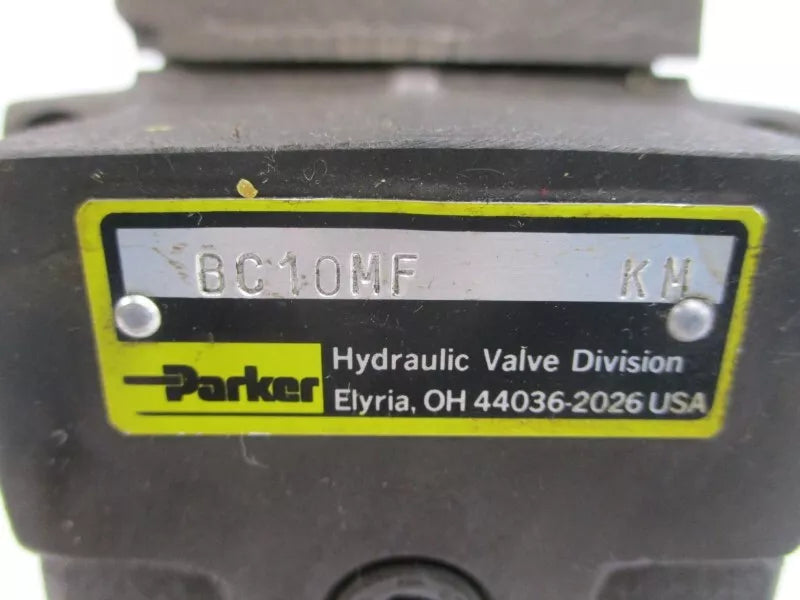 BC10MF KM
Parker
Hydraulic Valve Division
Elyria, OH 44036-2026 USA